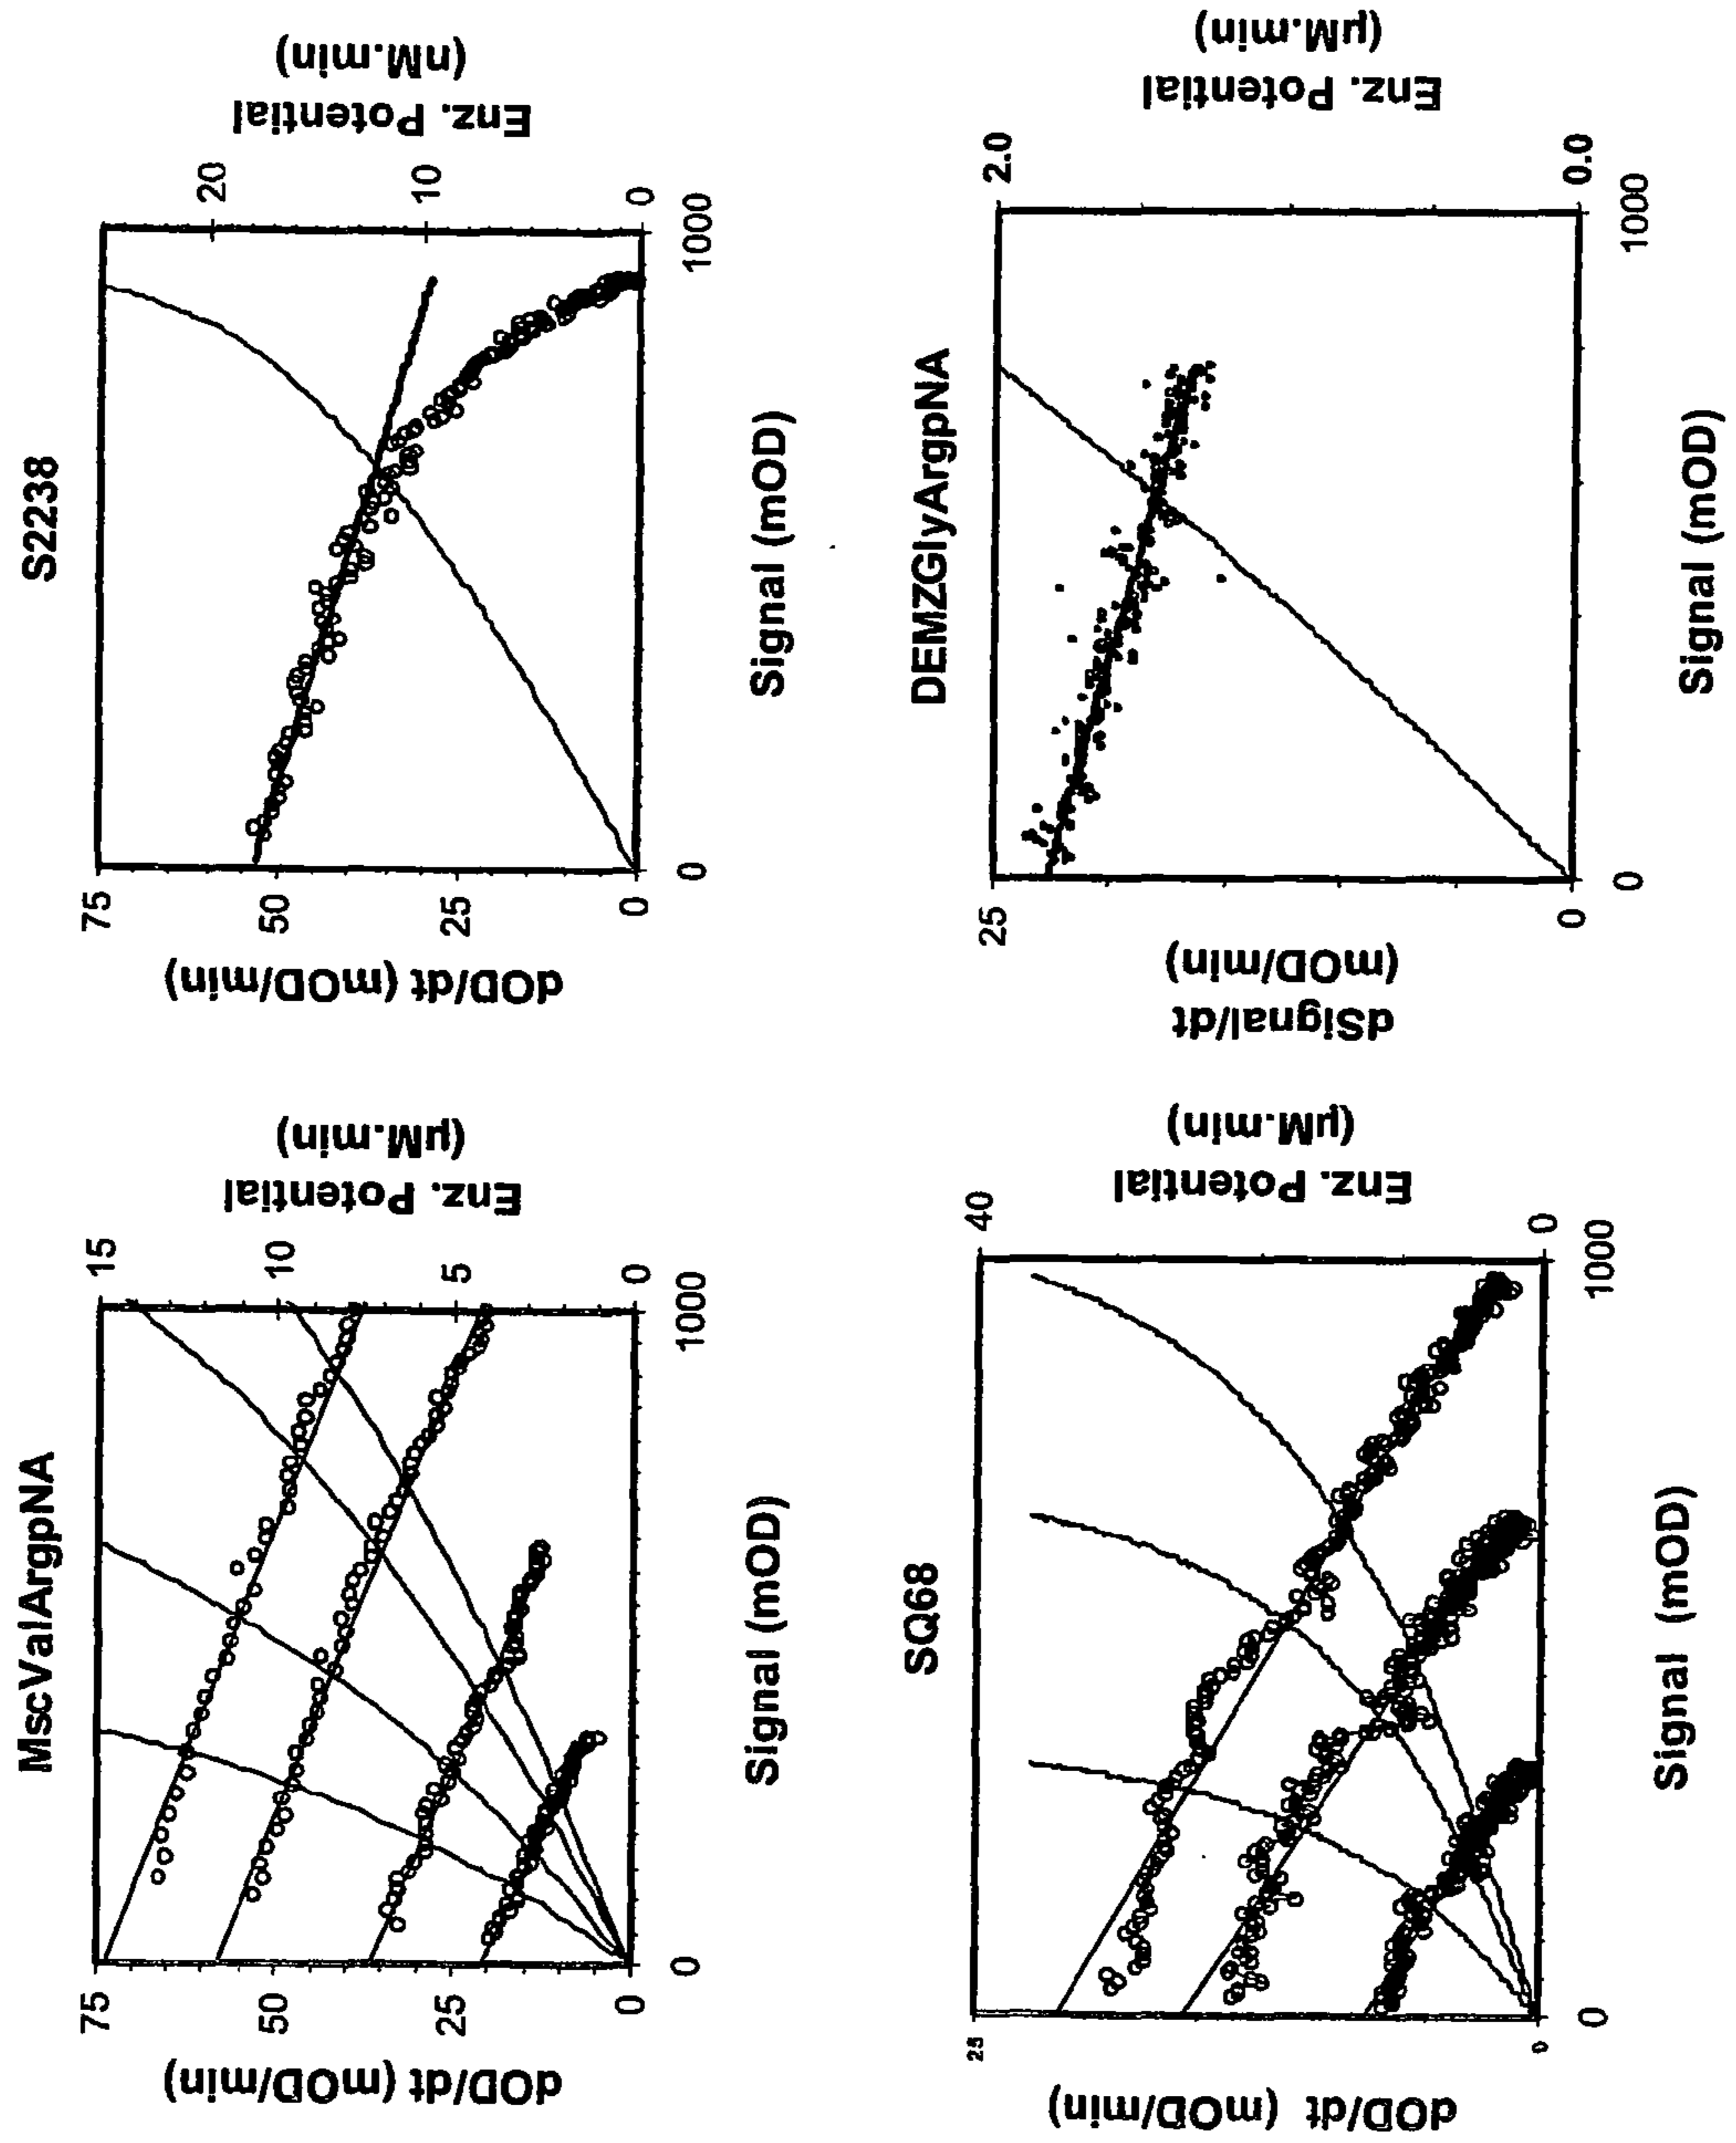 MscValArgpNA
75
50
25
0
dOD/dt (mOD/min)
15
10
5
0
Enz. Potential
(µM.min)
0
1000
Signal (mOD)
S2238
75
50
25
0
dOD/dt (mOD/min)
20
10
0
Enz. Potential
(nM.min)
0
1000
Signal (mOD)
SQ68
25
0
dOD/dt (mOD/min)
40
0
Enz. Potential
(µM.min)
0
1000
Signal (mOD)
DEMZGlyArgpNA
25
0
dSignal/dt
(mOD/min)
2.0
0.0
Enz. Potential
(µM.min)
0
1000
Signal (mOD)